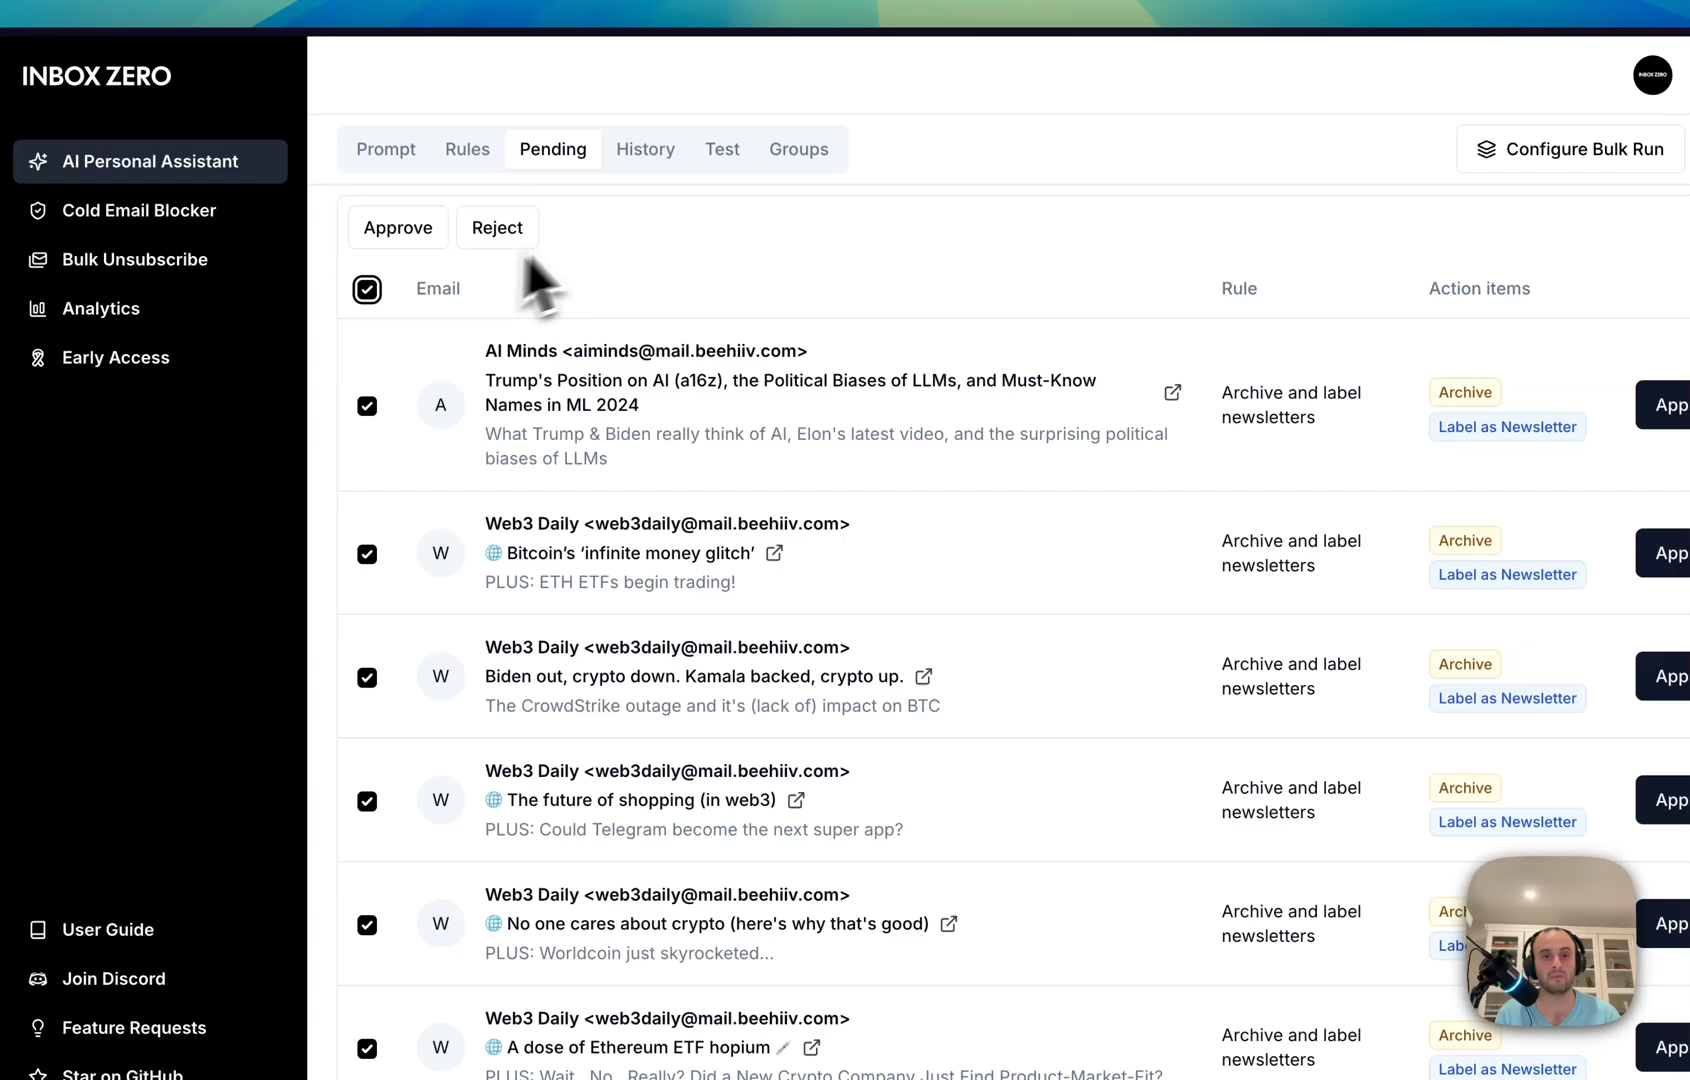 INBOX ZERO
INBOX ZERO
AI Personal Assistant
Cold Email Blocker
Bulk Unsubscribe
Analytics
Early Access
User Guide
Join Discord
Feature Requests
Star on GitHub
Prompt Rules Pending History Test Groups
Configure Bulk Run
Approve Reject
Email Rule Action items
AI Minds <aiminds@mail.beehiiv.com>
Trump's Position on AI (a16z), the Political Biases of LLMs, and Must-Know
Names in ML 2024
What Trump & Biden really think of AI, Elon's latest video, and the surprising political
biases of LLMs
A
Archive and label
newsletters
Archive
Label as Newsletter
App
Web3 Daily <web3daily@mail.beehiiv.com>
Bitcoin’s ‘infinite money glitch’
PLUS: ETH ETFs begin trading!
W
Archive and label
newsletters
Archive
Label as Newsletter
App
Web3 Daily <web3daily@mail.beehiiv.com>
Biden out, crypto down. Kamala backed, crypto up.
The CrowdStrike outage and it's (lack of) impact on BTC
W
Archive and label
newsletters
Archive
Label as Newsletter
App
Web3 Daily <web3daily@mail.beehiiv.com>
The future of shopping (in web3)
PLUS: Could Telegram become the next super app?
W
Archive and label
newsletters
Archive
Label as Newsletter
App
Web3 Daily <web3daily@mail.beehiiv.com>
No one cares about crypto (here's why that's good)
PLUS: Worldcoin just skyrocketed...
W
Archive and label
newsletters
Arc
Lab
App
Web3 Daily <web3daily@mail.beehiiv.com>
A dose of Ethereum ETF hopium
PLUS: Wait.. No.. Really? Did a New Crypto Company Just Find Product-Market-Fit?
W
Archive and label
newsletters
Archive
Label as Newsletter
App